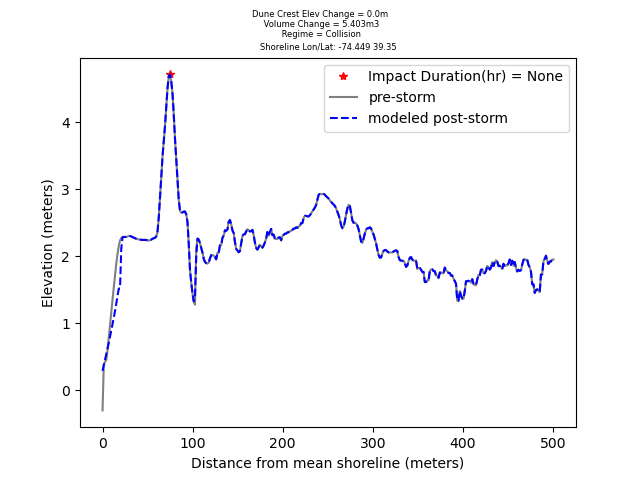 Dune Crest Elev Change = 0.0m
Volume Change = 5.403m3
Regime = Collision
Shoreline Lon/Lat: -74.449 39.35
Impact Duration(hr) = None
pre-storm
modeled post-storm
Elevation (meters)
4
3
2
1
0
0 100 200 300 400 500
Distance from mean shoreline (meters)